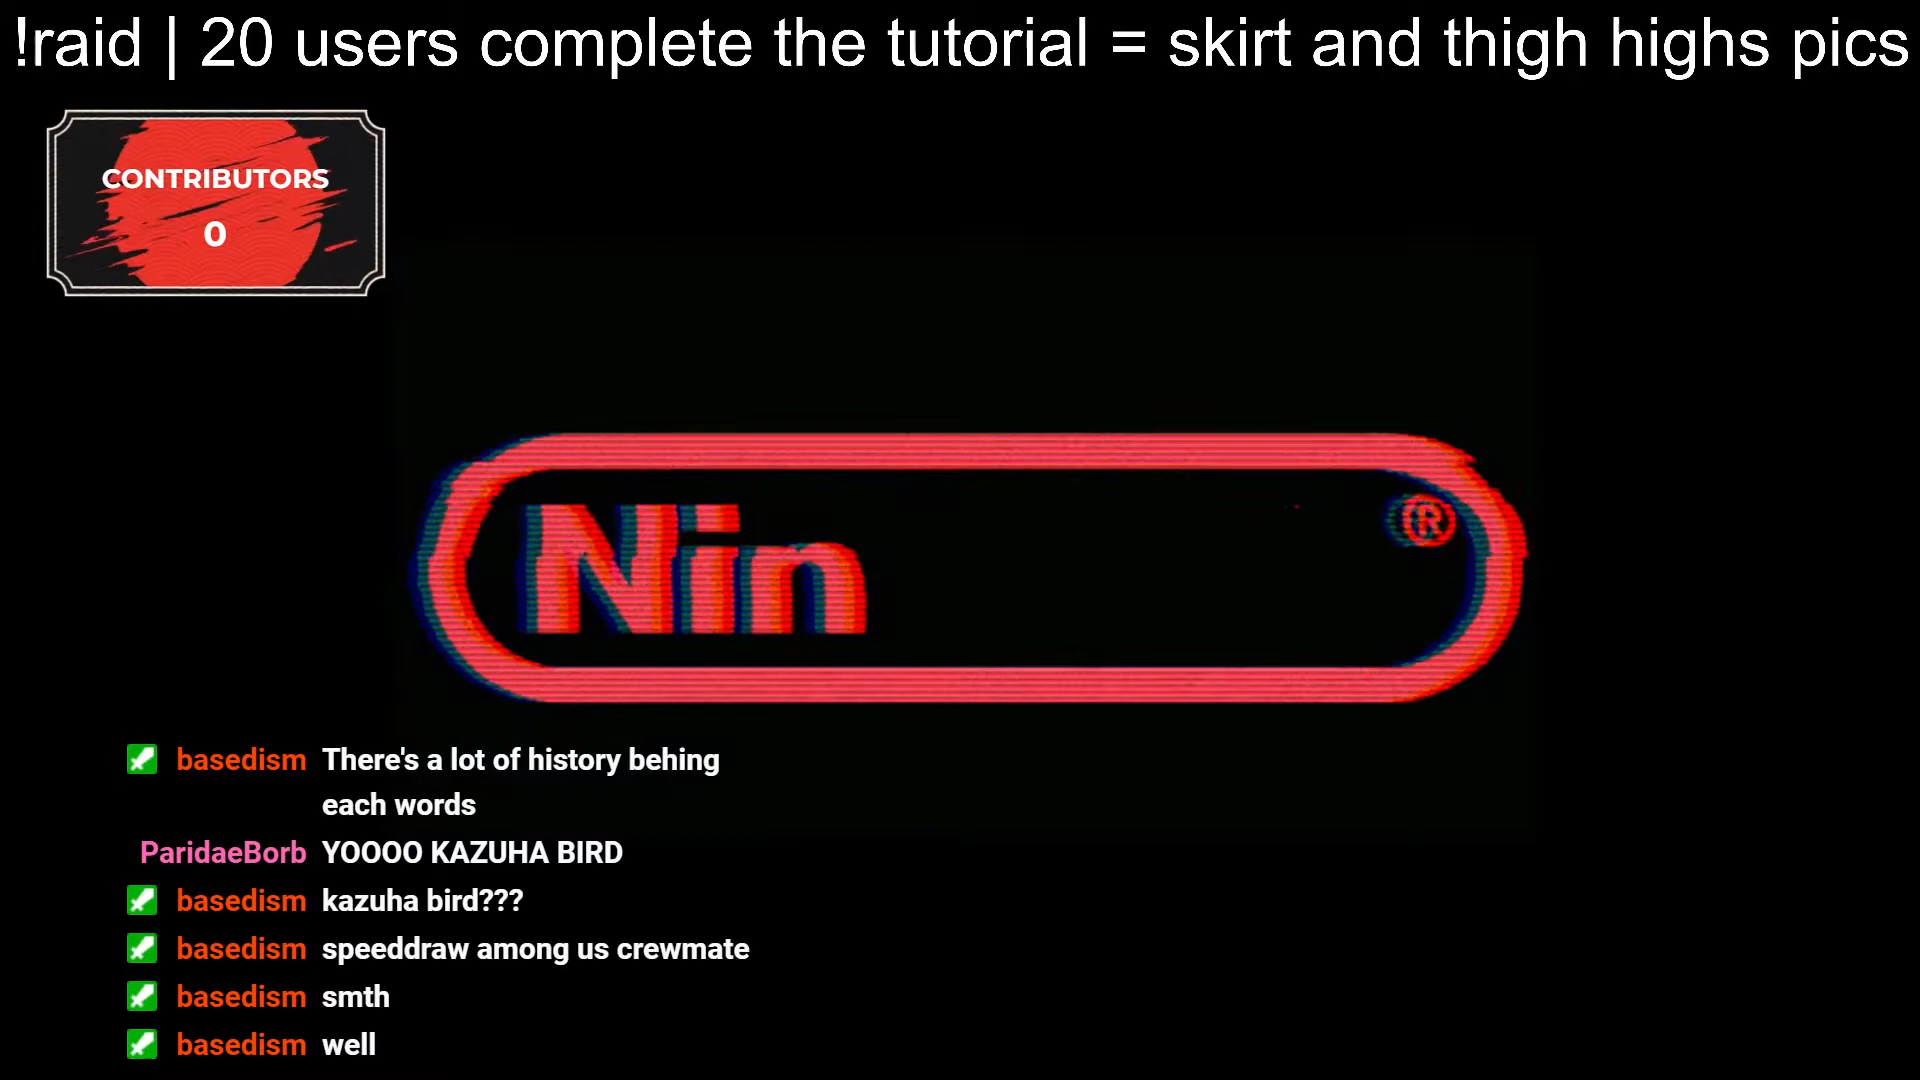 !raid | 20 users complete the tutorial = skirt and thigh highs pics
CONTRIBUTORS
0
Nin ®
basedism There's a lot of history behing
each words
ParidaeBorb YOOOO KAZUHA BIRD
basedism kazuha bird???
basedism speeddraw among us crewmate
basedism smth
basedism well